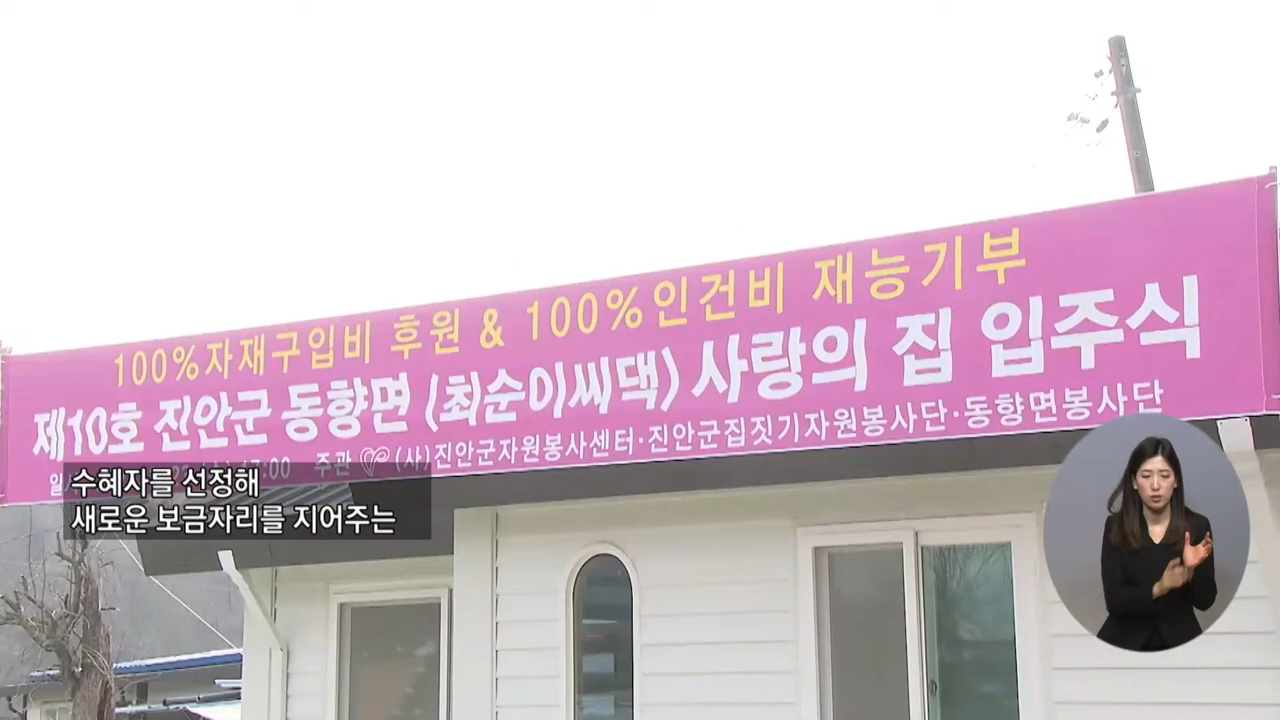 100%자재구입비 후원 & 100%인건비 재능기부
제10호 진안군 동향면 (최순이씨댁) 사랑의 집 입주식
주관 (사)진안군자원봉사센터·진안군집짓기자원봉사단·동향면봉사단
수혜자를 선정해
새로운 보금자리를 지어주는